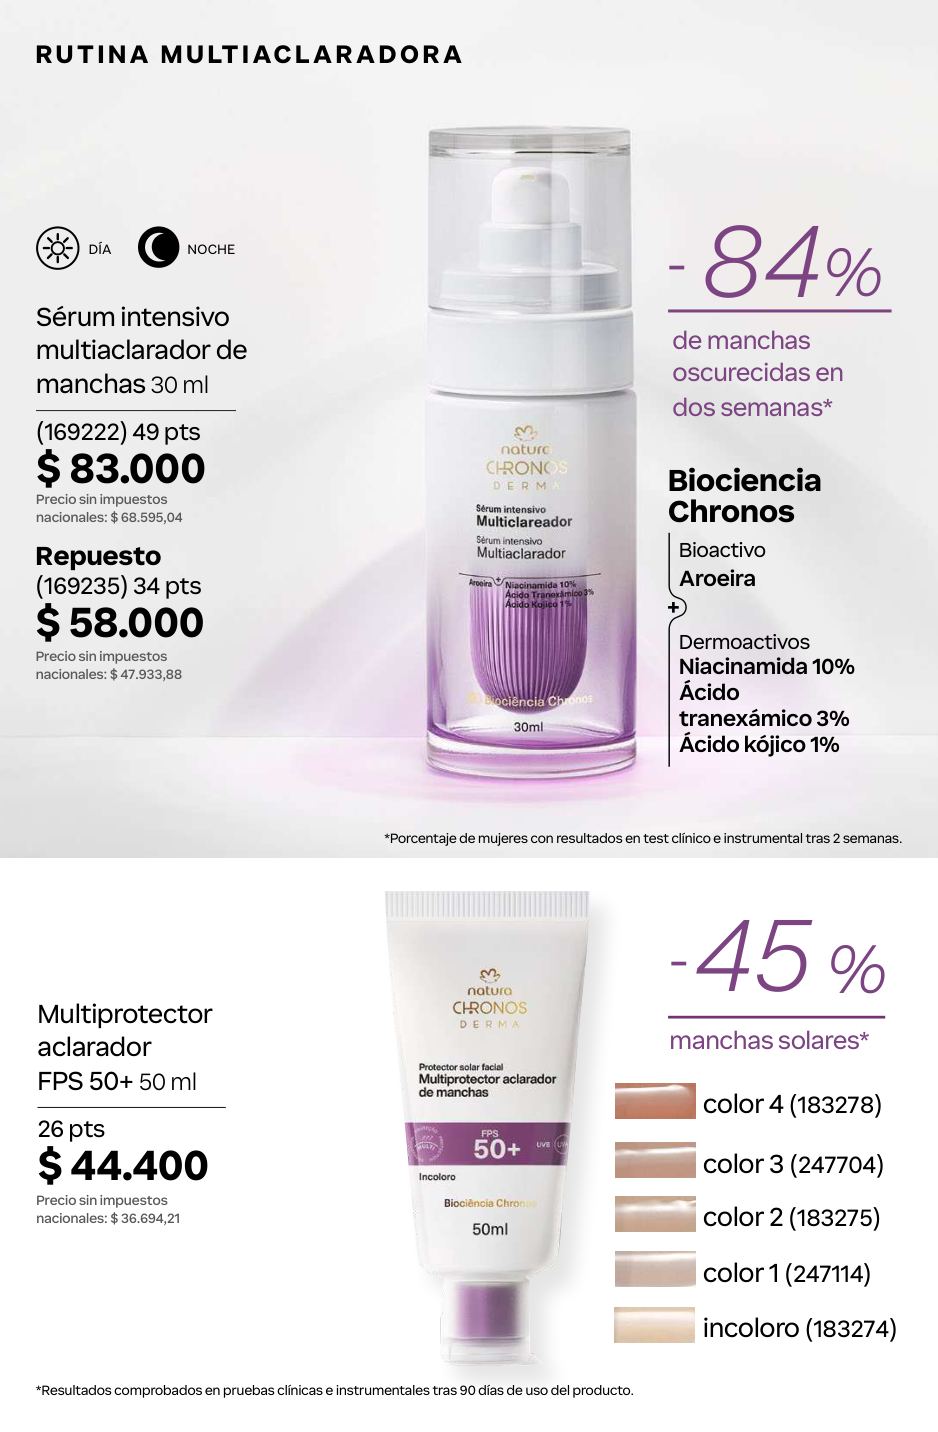 RUTINA MULTIACLARADORA
DÍA
NOCHE
Sérum intensivo
multiaclarador de
manchas 30 ml
(169222) 49 pts
$ 83.000
Precio sin impuestos
nacionales: $ 68.595,04
Repuesto
(169235) 34 pts
$ 58.000
Precio sin impuestos
nacionales: $ 47.933,88
natura
CHRONOS
DERMA
Sérum intensivo
Multiclareador
Sérum intensivo
Multiaclarador
Aroeira + Niacinamida 10%
Ácido Tranexâmico 3%
Ácido Kojico 1%
Biociência Chronos
30ml
- 84%
de manchas
oscurecidas en
dos semanas*
Biociencia
Chronos
Bioactivo
Aroeira
+
Dermoactivos
Niacinamida 10%
Ácido
tranexámico 3%
Ácido kójico 1%
*Porcentaje de mujeres con resultados en test clínico e instrumental tras 2 semanas.
Multiprotector
aclarador
FPS 50+ 50 ml
26 pts
$ 44.400
Precio sin impuestos
nacionales: $ 36.694,21
natura
CHRONOS
DERMA
Protector solar facial
Multiprotector aclarador
de manchas
FPS
50+
UVB
UVA
MULTI
Incoloro
Biociência Chronos
50ml
-45 %
manchas solares*
color 4 (183278)
color 3 (247704)
color 2 (183275)
color 1 (247114)
incoloro (183274)
*Resultados comprobados en pruebas clínicas e instrumentales tras 90 días de uso del producto.